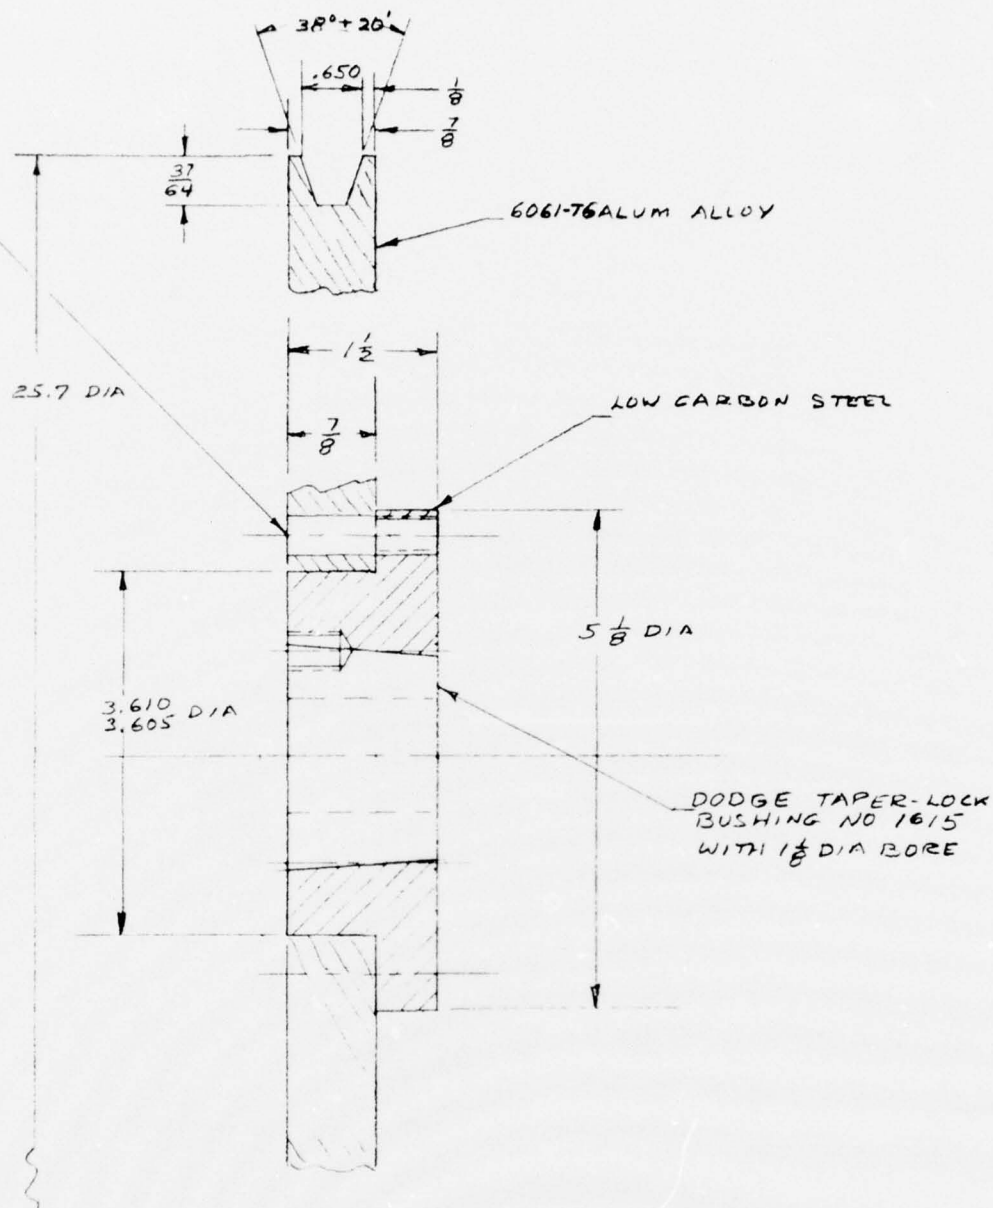 38° ± 20'
.650
1/8
7/8
37/64
6061-T6 ALUM ALLOY
1 1/2
25.7 DIA
LOW CARBON STEEL
7/8
5 1/8 DIA
3.610
3.605 DIA
DODGE TAPER-LOCK
BUSHING NO 1615
WITH 1 1/8 DIA BORE